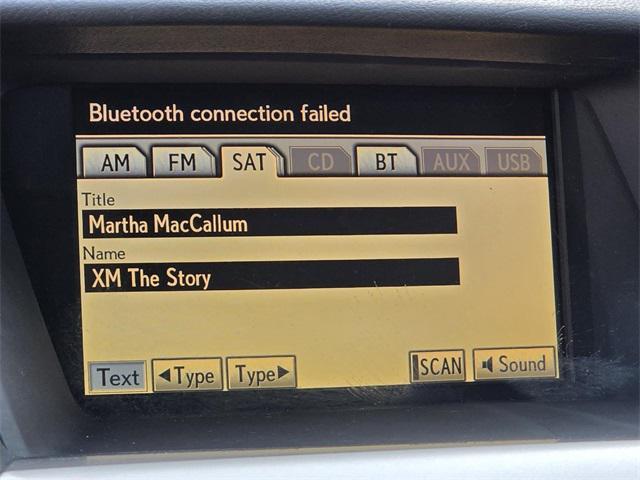 Bluetooth connection failed
AM FM SAT CD BT AUX USB
Title
Martha MacCallum
Name
XM The Story
Text ◀Type Type▶ SCAN Sound